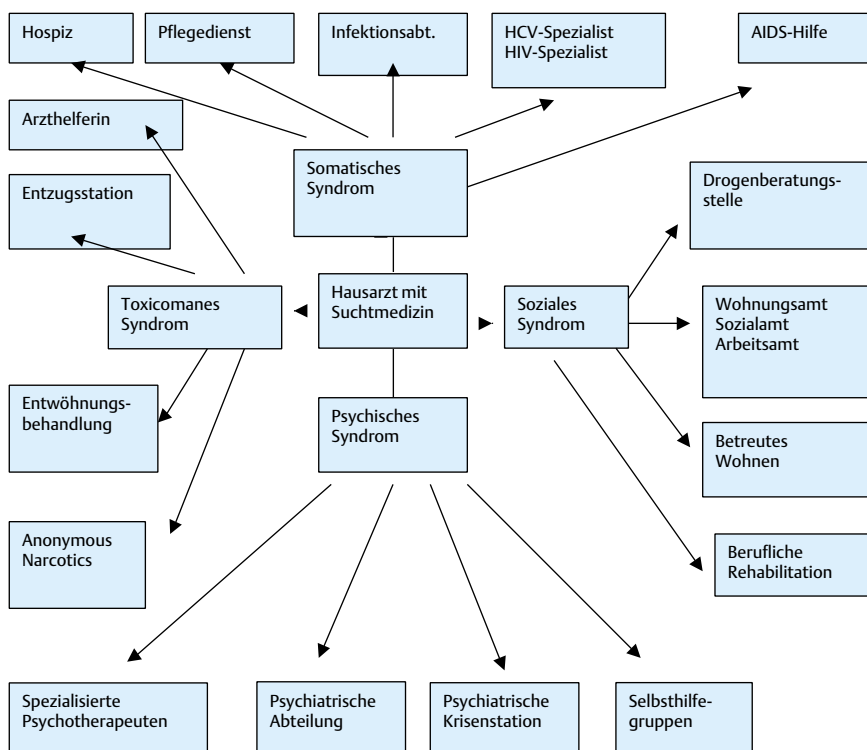 Hospiz
Pflegedienst
Infektionsabt.
HCV-Spezialist
HIV-Spezialist
AIDS-Hilfe
Arzthelferin
Somatisches
Syndrom
Entzugsstation
Drogenberatungs-
stelle
Toxicomanes
Syndrom
Hausarzt mit
Suchtmedizin
Soziales
Syndrom
Wohnungsamt
Sozialamt
Arbeitsamt
Entwöhnungs-
behandlung
Psychisches
Syndrom
Betreutes
Wohnen
Anonymous
Narcotics
Berufliche
Rehabilitation
Spezialisierte
Psychotherapeuten
Psychiatrische
Abteilung
Psychiatrische
Krisenstation
Selbsthilfe-
gruppen